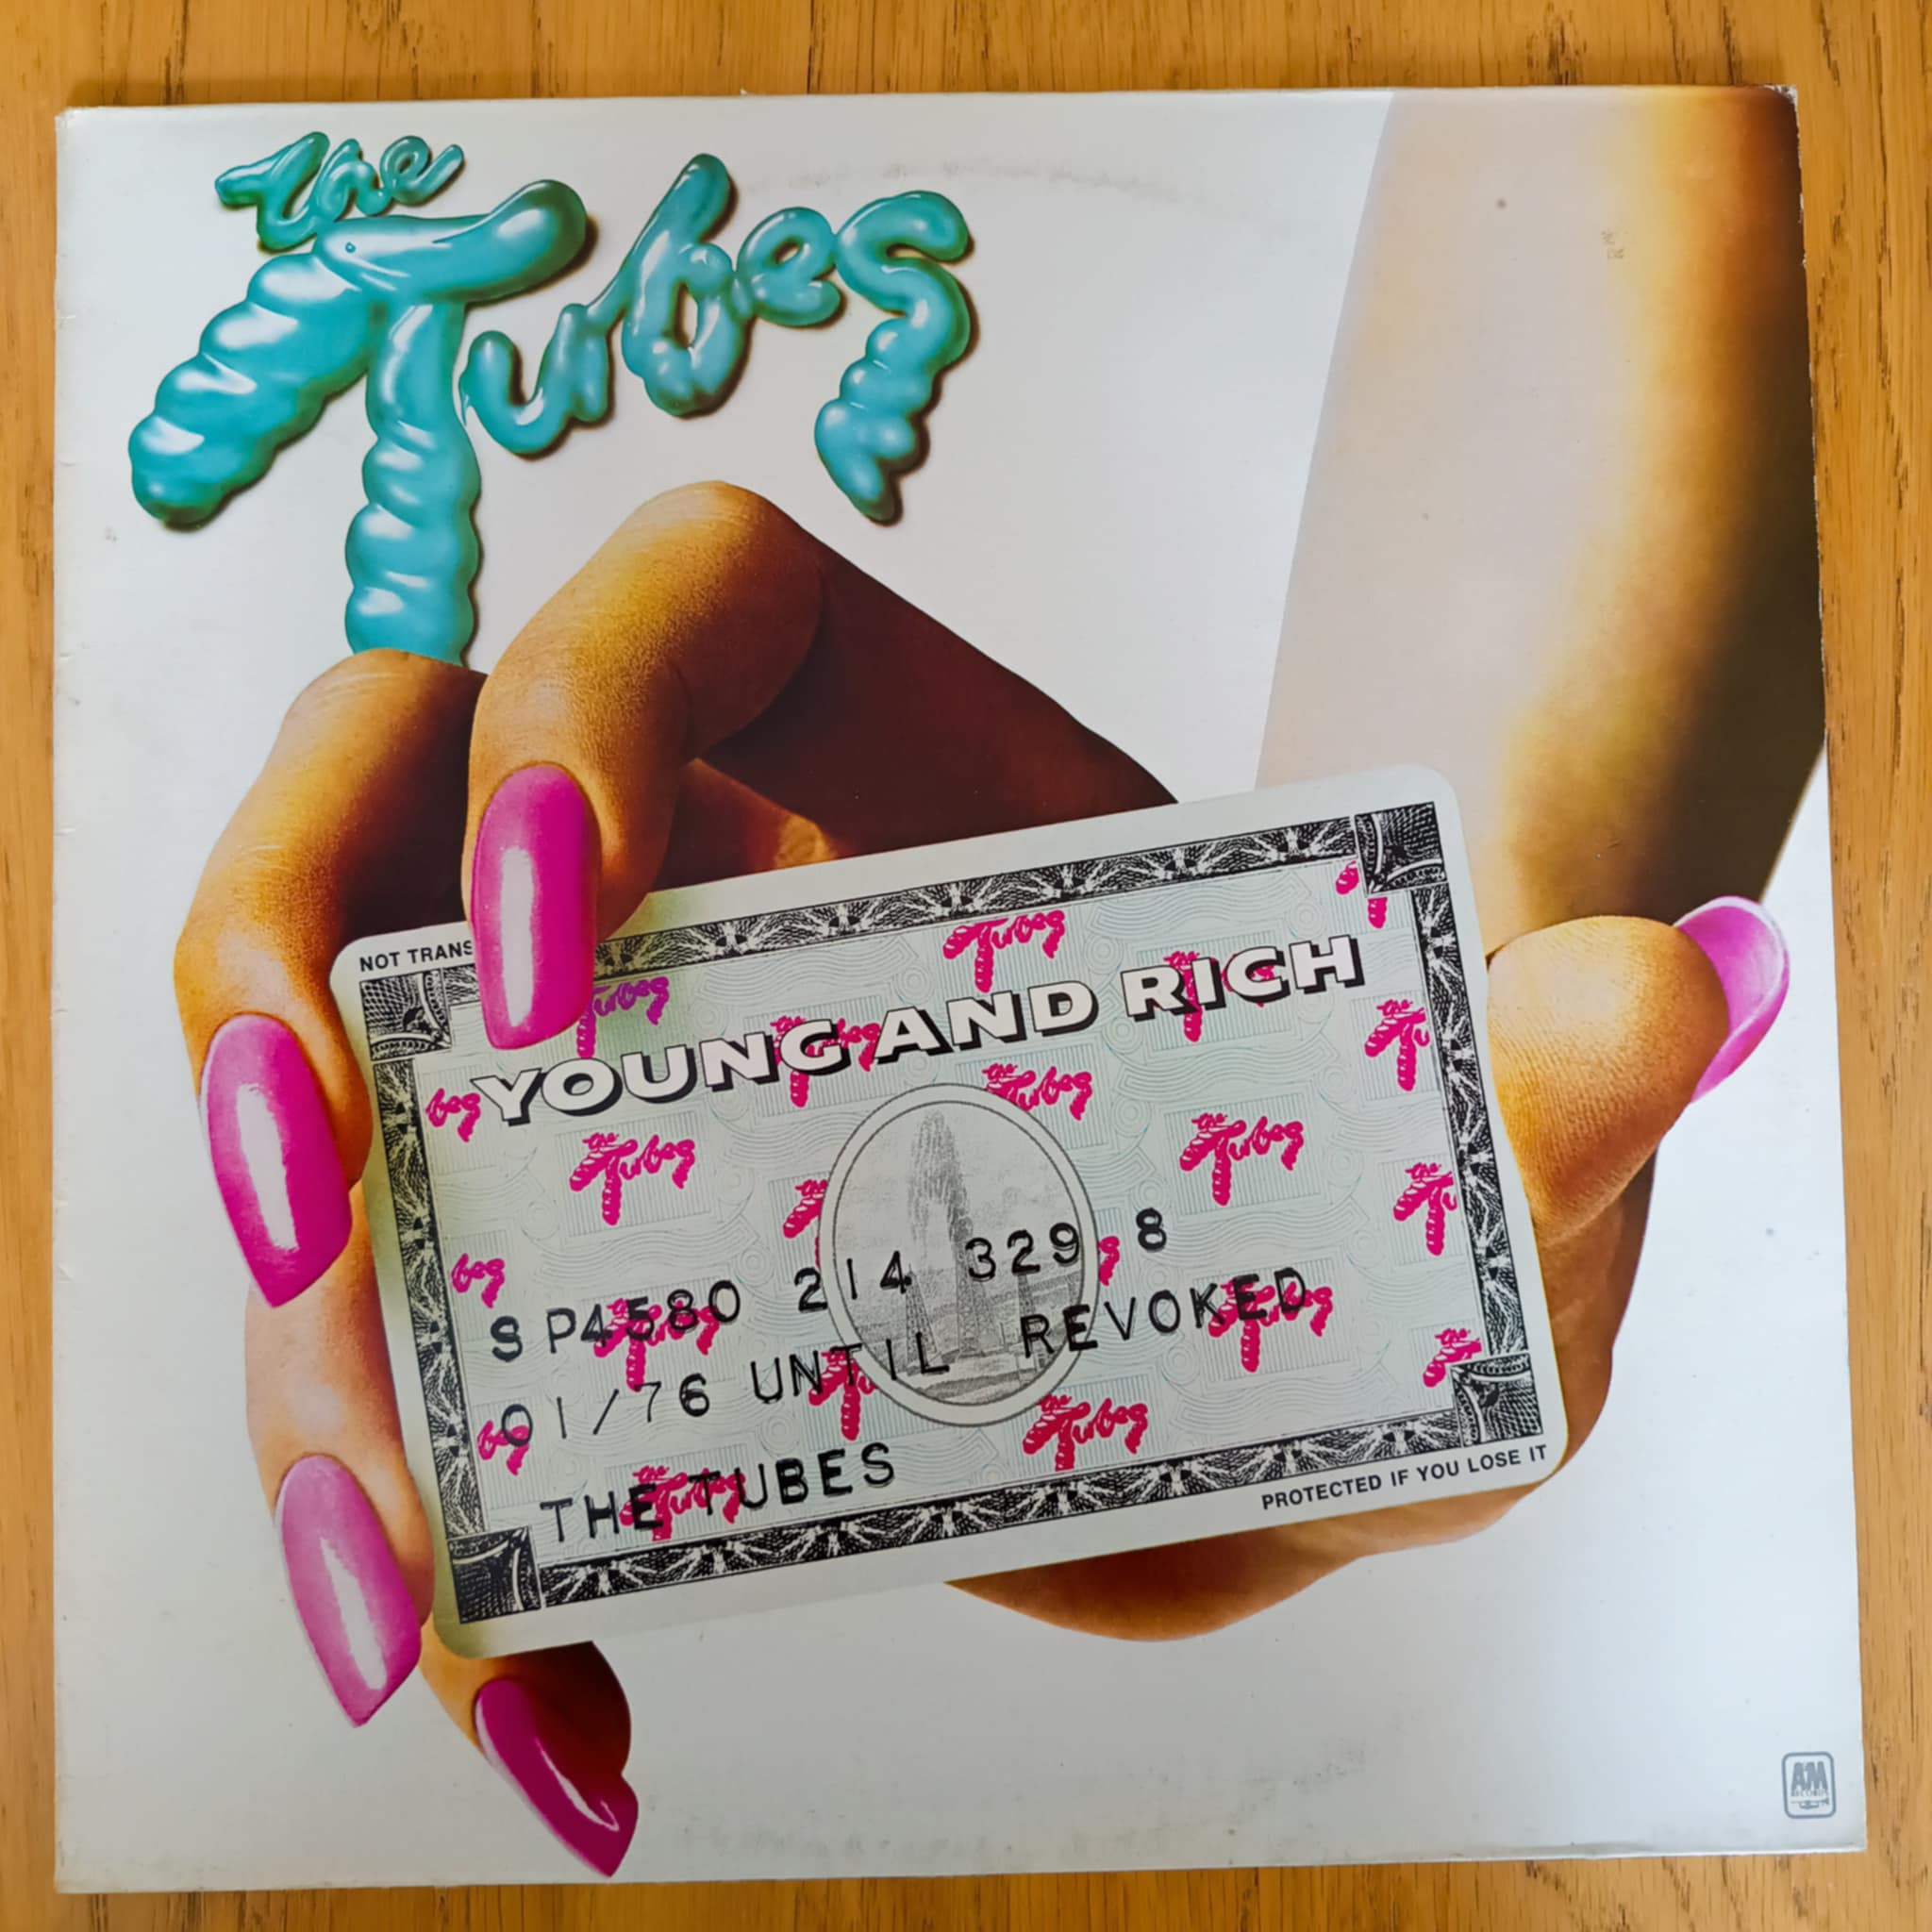 the
Tubes
NOT TRANS
YOUNG AND RICH
SP4580 214 329 8
01/76 UNTIL REVOKED
THE TUBES
PROTECTED IF YOU LOSE IT
A&M
RECORDS